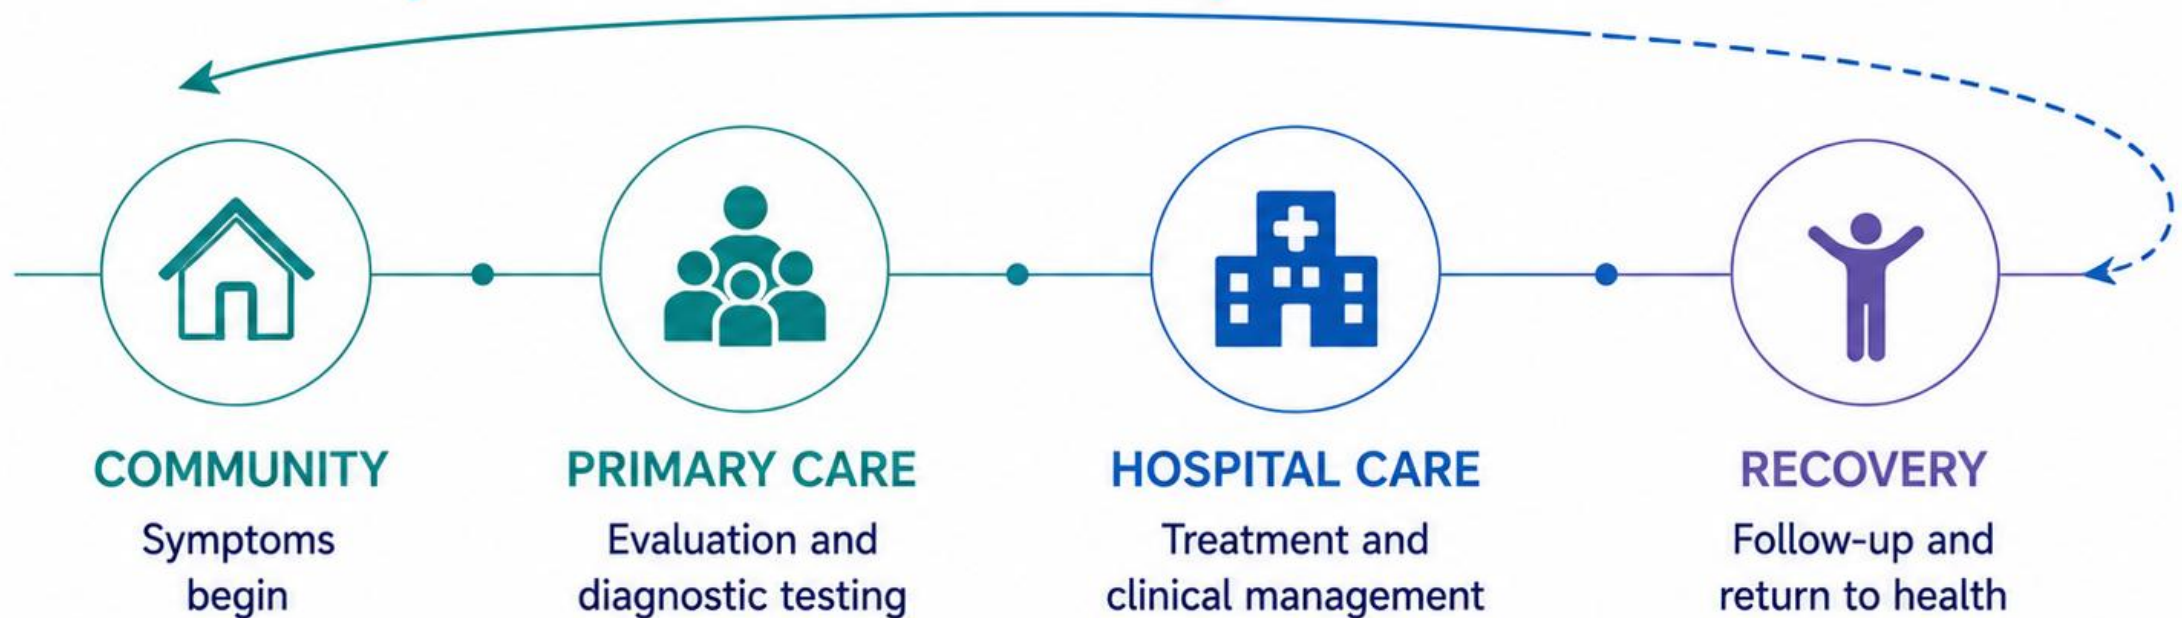 COMMUNITY
Symptoms
begin
PRIMARY CARE
Evaluation and
diagnostic testing
HOSPITAL CARE
Treatment and
clinical management
RECOVERY
Follow-up and
return to health